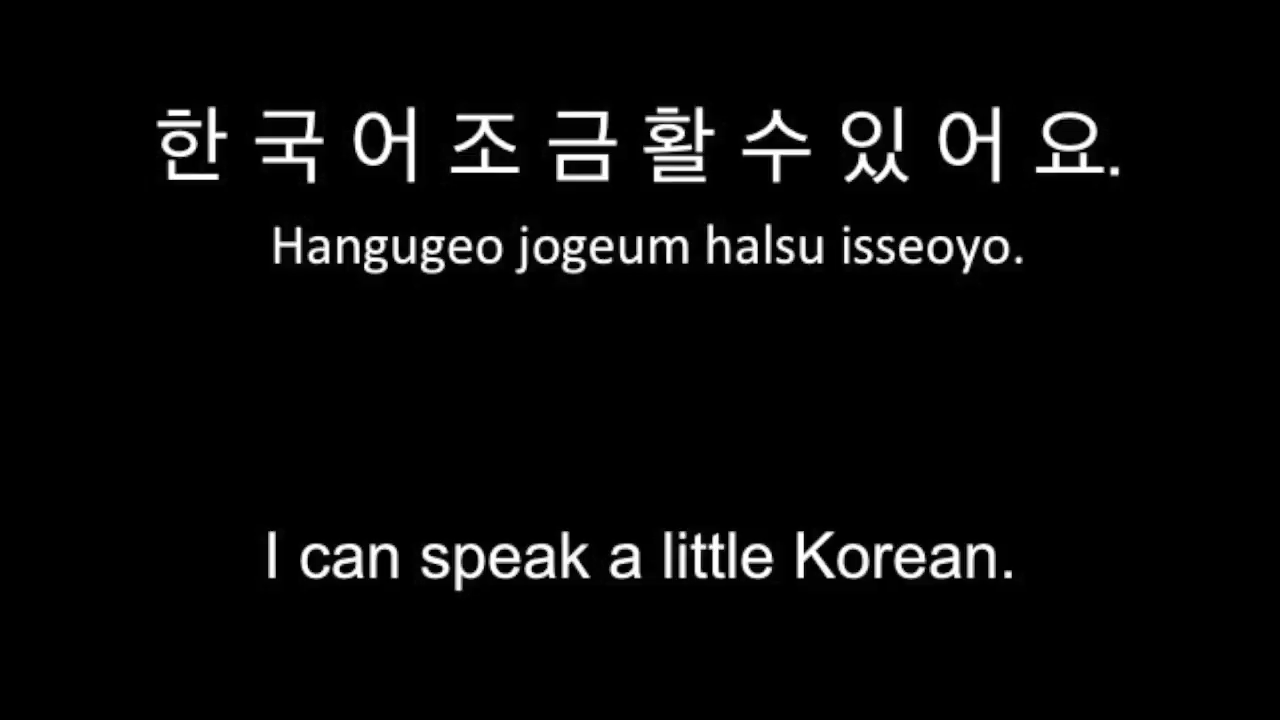 한국어조금활수있어요.
Hangugeo jogeum halsu isseoyo.
I can speak a little Korean.